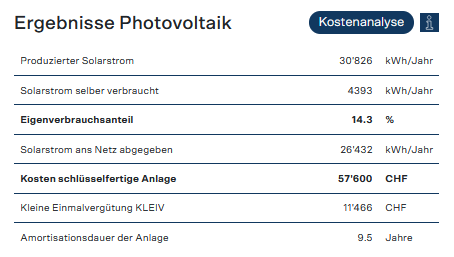 Ergebnisse Photovoltaik Kostenanalyse i
Produzierter Solarstrom 30'826 kWh/Jahr
Solarstrom selber verbraucht 4393 kWh/Jahr
Eigenverbrauchsanteil 14.3 %
Solarstrom ans Netz abgegeben 26'432 kWh/Jahr
Kosten schlüsselfertige Anlage 57'600 CHF
Kleine Einmalvergütung KLEIV 11'466 CHF
Amortisationsdauer der Anlage 9.5 Jahre